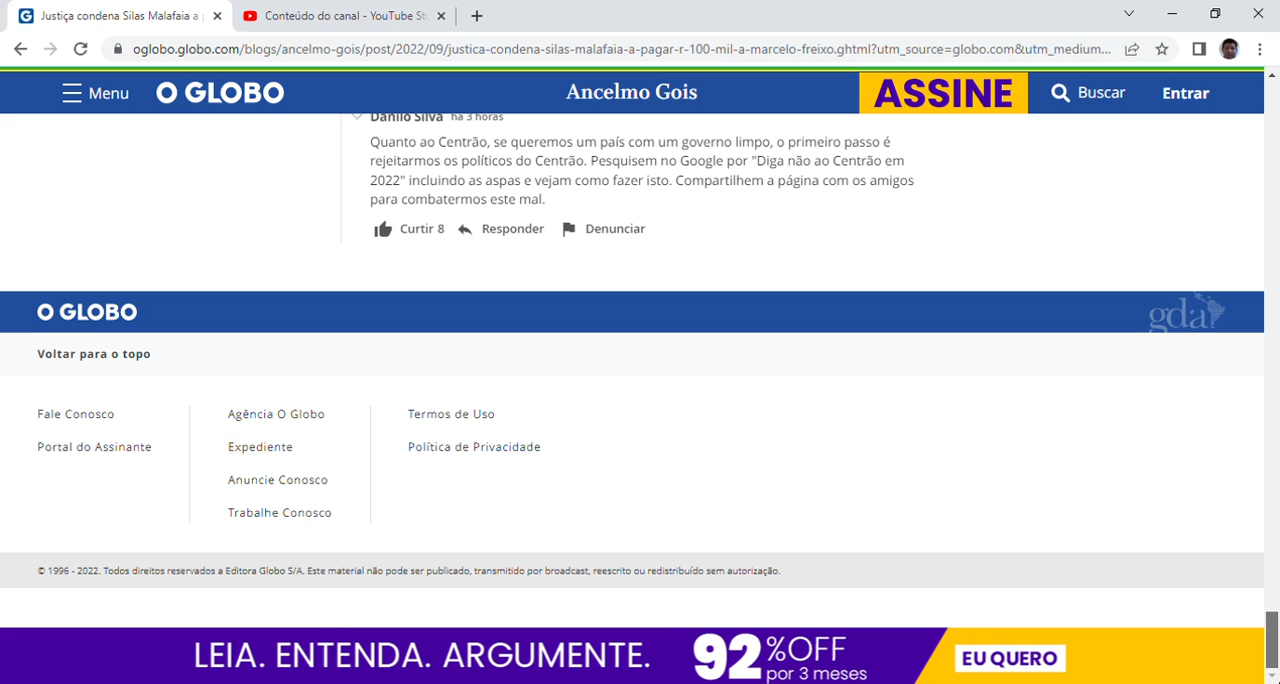 Justiça condena Silas Malafaia a
Conteúdo do canal - YouTube St
oglobo.globo.com/blogs/ancelmo-gois/post/2022/09/justica-condena-silas-malafaia-a-pagar-r-100-mil-a-marcelo-freixo.ghtml?utm_source=globo.com&utm_medium...
Menu
O GLOBO
Ancelmo Gois
ASSINE
Buscar
Entrar
Danilo Silva há 3 horas
Quanto ao Centrão, se queremos um país com um governo limpo, o primeiro passo é
rejeitarmos os políticos do Centrão. Pesquisem no Google por "Diga não ao Centrão em
2022" incluindo as aspas e vejam como fazer isto. Compartilhem a página com os amigos
para combatermos este mal.
Curtir 8 Responder Denunciar
O GLOBO
gda
Voltar para o topo
Fale Conosco
Portal do Assinante
Agência O Globo
Expediente
Anuncie Conosco
Trabalhe Conosco
Termos de Uso
Política de Privacidade
© 1996 - 2022. Todos direitos reservados a Editora Globo S/A. Este material não pode ser publicado, transmitido por broadcast, reescrito ou redistribuído sem autorização.
LEIA. ENTENDA. ARGUMENTE.
92%OFF
por 3 meses
EU QUERO